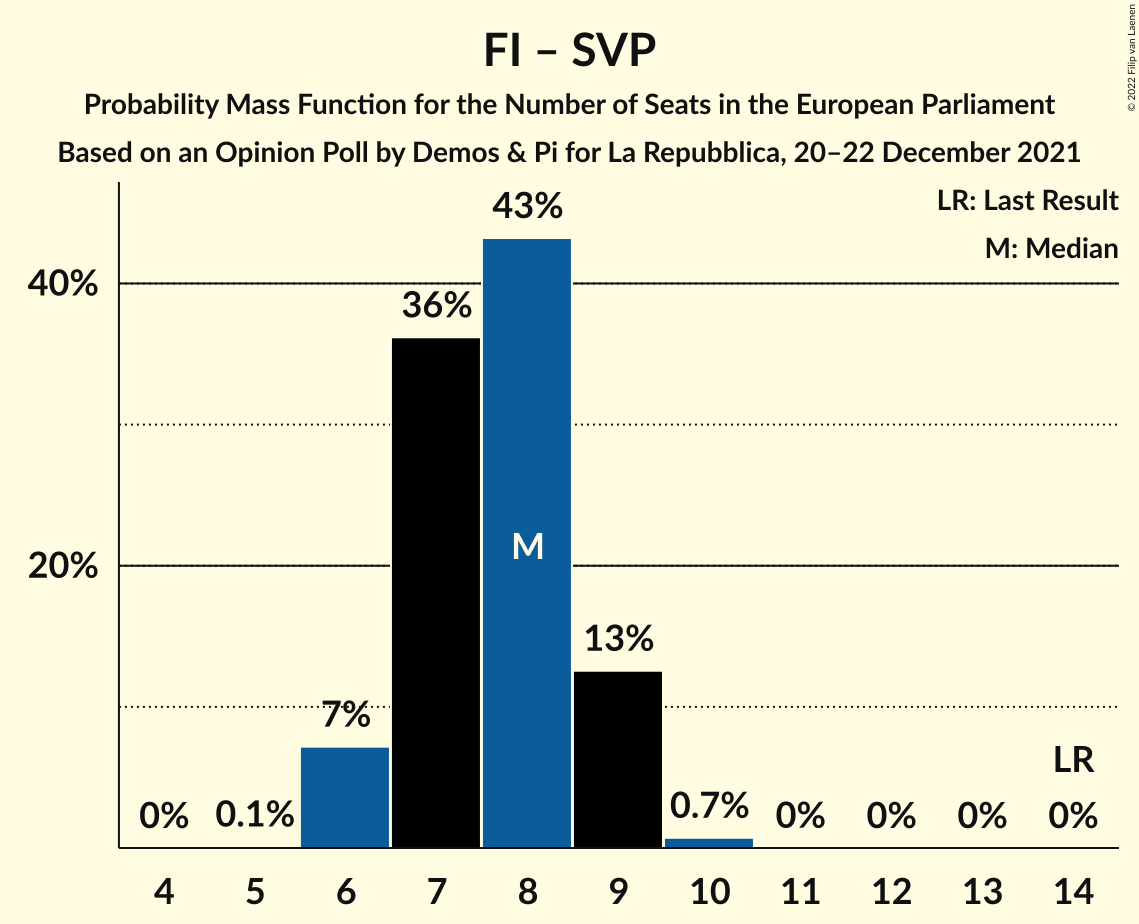 FI – SVP
Probability Mass Function for the Number of Seats in the European Parliament
Based on an Opinion Poll by Demos & Pi for La Repubblica, 20–22 December 2021
© 2022 Filip van Laenen
LR: Last Result
M: Median
43%
40%
36%
M
20%
13%
7%
LR
0% 0.1% 0.7% 0% 0% 0% 0%
4 5 6 7 8 9 10 11 12 13 14